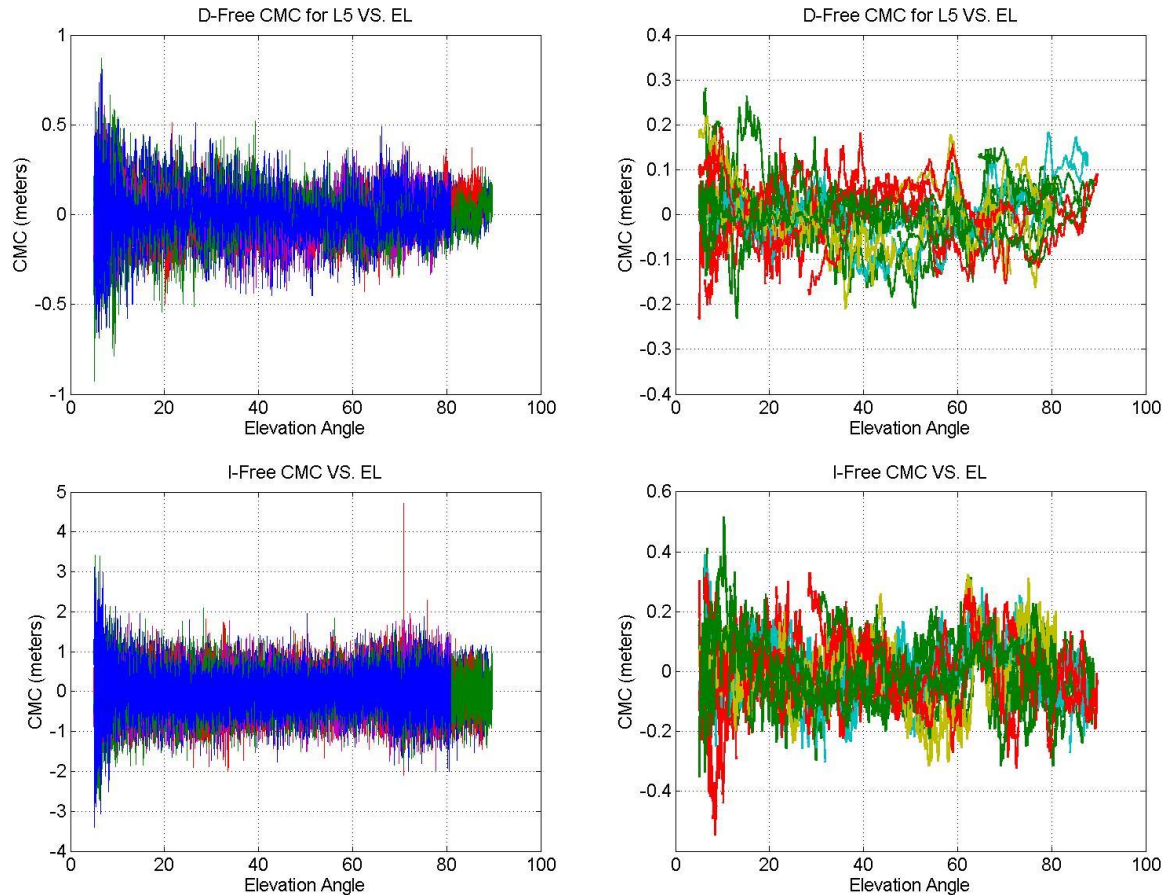 D-Free CMC for L5 VS. EL
1
0.5
0
-0.5
-1
CMC (meters)
0 20 40 60 80 100
Elevation Angle
D-Free CMC for L5 VS. EL
0.4
0.3
0.2
0.1
0
-0.1
-0.2
-0.3
-0.4
CMC (meters)
0 20 40 60 80 100
Elevation Angle
I-Free CMC VS. EL
5
4
3
2
1
0
-1
-2
-3
-4
CMC (meters)
0 20 40 60 80 100
Elevation Angle
I-Free CMC VS. EL
0.6
0.4
0.2
0
-0.2
-0.4
CMC (meters)
0 20 40 60 80 100
Elevation Angle